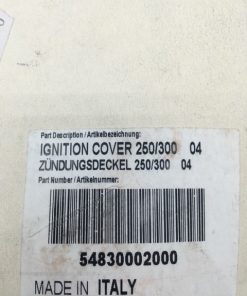 Part Description / Artikelbezeichnung:
IGNITION COVER 250/300 04
ZÜNDUNGSDECKEL 250/300 04
Part Number / Artikelnummer:
54830002000
MADE IN ITALY